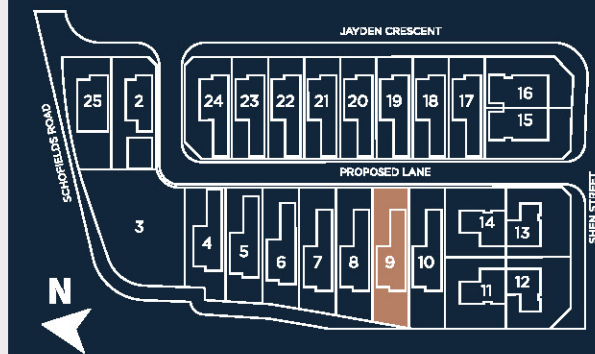 JAYDEN CRESCENT
SCHOFIELDS ROAD
25 2 24 23 22 21 20 19 18 17 16
15
PROPOSED LANE
SHEN STREET
3 4 5 6 7 8 9 10 14 13
11 12
N